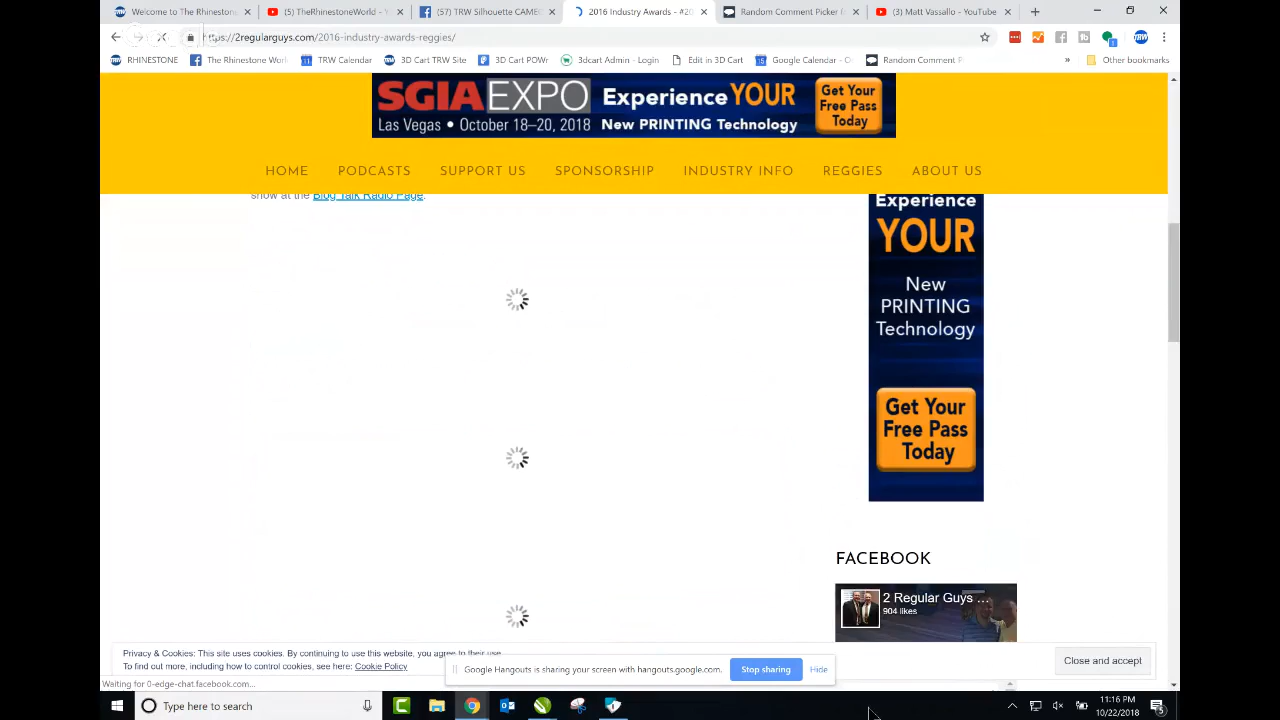 Welcome to The Rhinestone
(5) TheRhinestoneWorld - Y
(57) TRW Silhouette CAMEO
2016 Industry Awards - #20
Random Comment Picker /
(3) Matt Vassallo - YouTube
https://2regularguys.com/2016-industry-awards-reggies/
RHINESTONE
The Rhinestone Worl
TRW Calendar
3D Cart TRW Site
3D Cart POWr
3dcart Admin - Login
Edit in 3D Cart
Google Calendar - O
Random Comment P
Other bookmarks
SGIA EXPO Experience YOUR
Las Vegas • October 18–20, 2018 New PRINTING Technology
Get Your
Free Pass
Today
HOME PODCASTS SUPPORT US SPONSORSHIP INDUSTRY INFO REGGIES ABOUT US
show at the Blog Talk Radio Page.
Experience
YOUR
New
PRINTING
Technology
Get Your
Free Pass
Today
FACEBOOK
2 Regular Guys ...
904 likes
Privacy & Cookies: This site uses cookies. By continuing to use this website, you agree to their use.
To find out more, including how to control cookies, see here: Cookie Policy
Close and accept
Google Hangouts is sharing your screen with hangouts.google.com.
Stop sharing
Hide
Waiting for 0-edge-chat.facebook.com...
Type here to search
11:16 PM
10/22/2018
5